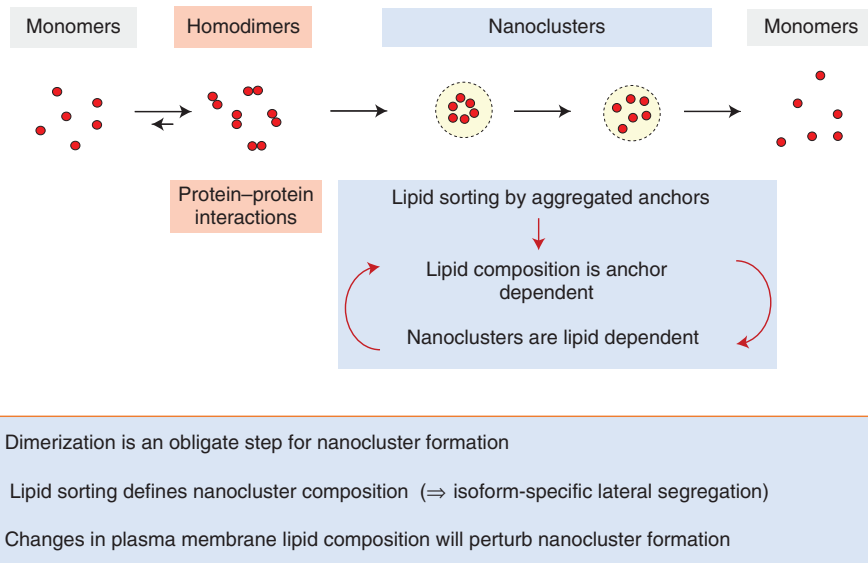 Monomers
Homodimers
Nanoclusters
Monomers
Protein–protein
interactions
Lipid sorting by aggregated anchors
Lipid composition is anchor
dependent
Nanoclusters are lipid dependent
Dimerization is an obligate step for nanocluster formation
Lipid sorting defines nanocluster composition (⇒ isoform-specific lateral segregation)
Changes in plasma membrane lipid composition will perturb nanocluster formation